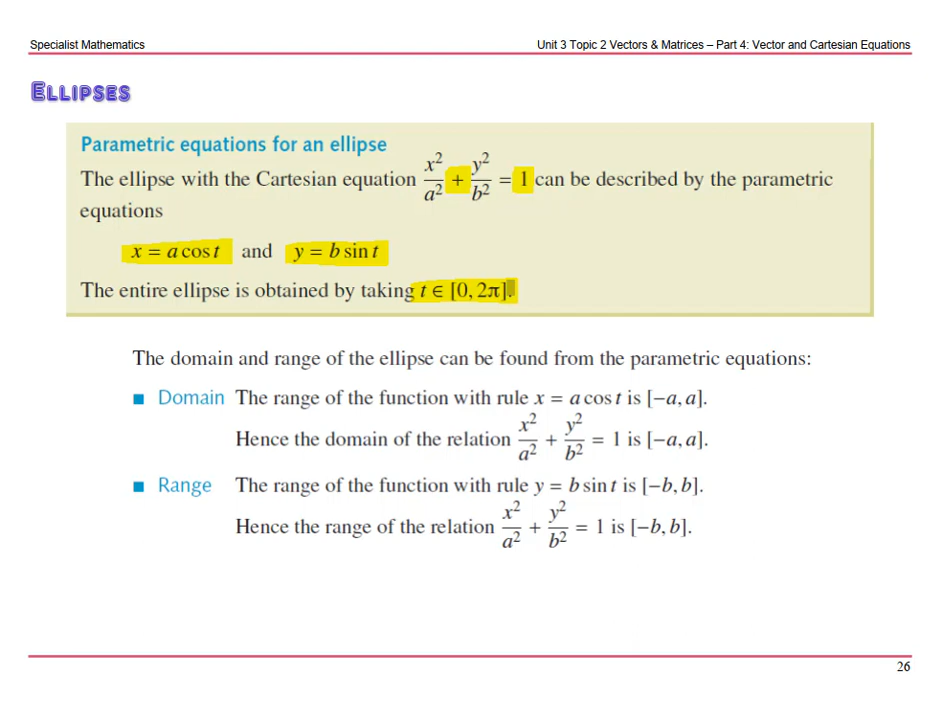 Specialist Mathematics Unit 3 Topic 2 Vectors & Matrices – Part 4: Vector and Cartesian Equations
ELLIPSES
Parametric equations for an ellipse
The ellipse with the Cartesian equation x²/a² + y²/b² = 1 can be described by the parametric
equations
x = a cos t and y = b sin t
The entire ellipse is obtained by taking t ∈ [0, 2π].
The domain and range of the ellipse can be found from the parametric equations:
■ Domain The range of the function with rule x = a cos t is [−a, a].
Hence the domain of the relation x²/a² + y²/b² = 1 is [−a, a].
■ Range The range of the function with rule y = b sin t is [−b, b].
Hence the range of the relation x²/a² + y²/b² = 1 is [−b, b].
26